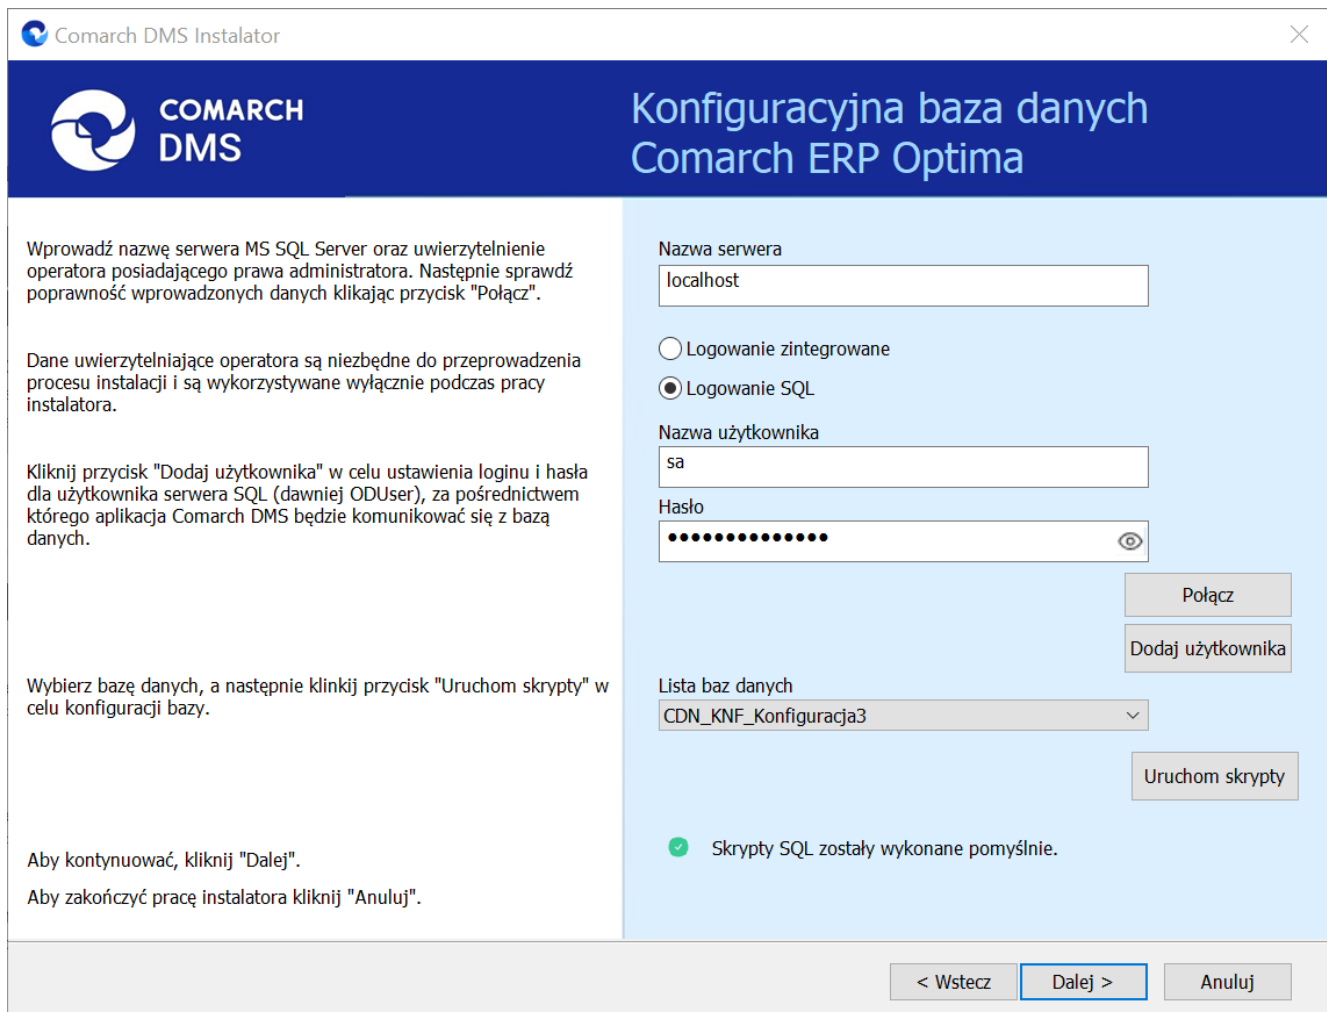 Comarch DMS Instalator
COMARCH
DMS
Konfiguracyjna baza danych
Comarch ERP Optima
Wprowadź nazwę serwera MS SQL Server oraz uwierzytelnienie
operatora posiadającego prawa administratora. Następnie sprawdź
poprawność wprowadzonych danych klikając przycisk "Połącz".
Dane uwierzytelniające operatora są niezbędne do przeprowadzenia
procesu instalacji i są wykorzystywane wyłącznie podczas pracy
instalatora.
Kliknij przycisk "Dodaj użytkownika" w celu ustawienia loginu i hasła
dla użytkownika serwera SQL (dawniej ODUser), za pośrednictwem
którego aplikacja Comarch DMS będzie komunikować się z bazą
danych.
Wybierz bazę danych, a następnie klinkij przycisk "Uruchom skrypty" w
celu konfiguracji bazy.
Aby kontynuować, kliknij "Dalej".
Aby zakończyć pracę instalatora kliknij "Anuluj".
Nazwa serwera
localhost
Logowanie zintegrowane
Logowanie SQL
Nazwa użytkownika
sa
Hasło
••••••••••••••
Połącz
Dodaj użytkownika
Lista baz danych
CDN_KNF_Konfiguracja3
Uruchom skrypty
Skrypty SQL zostały wykonane pomyślnie.
< Wstecz
Dalej >
Anuluj